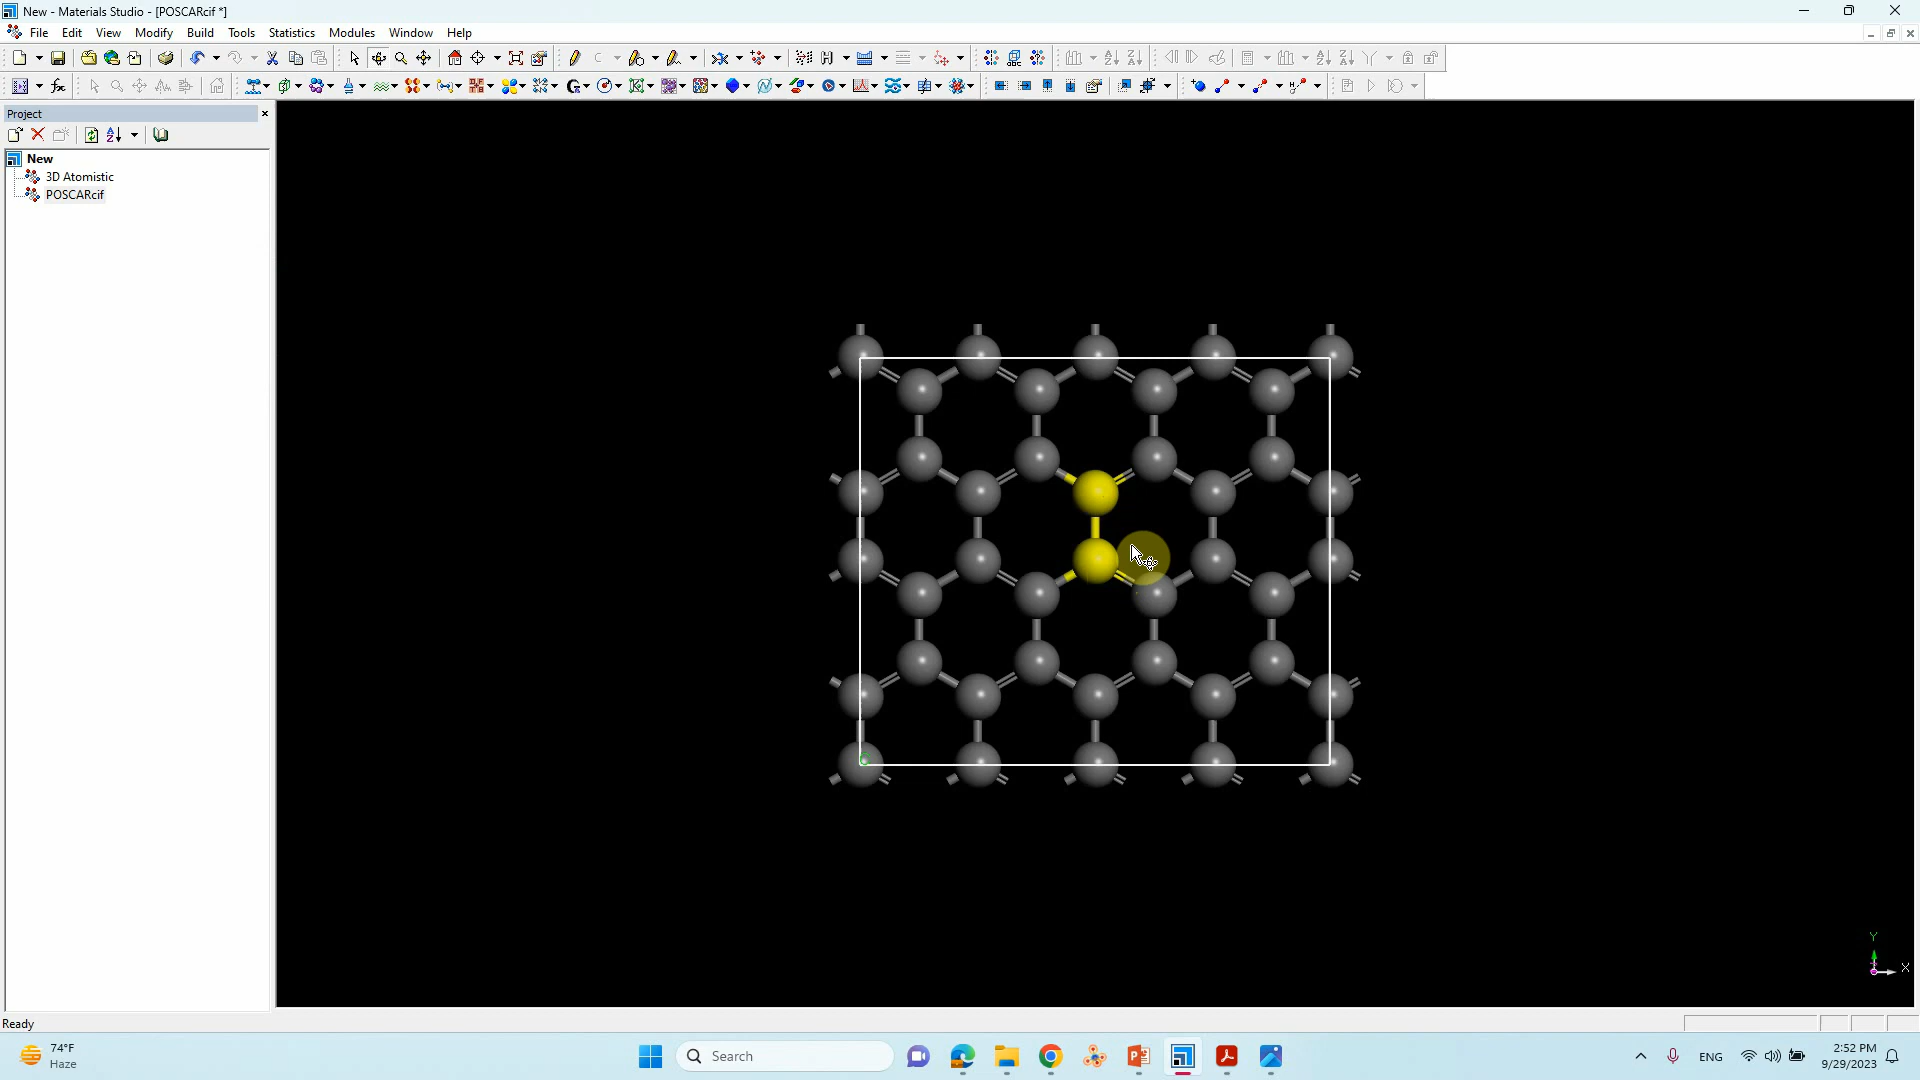 New - Materials Studio - [POSCARcif *]
File Edit View Modify Build Tools Statistics Modules Window Help
Project
New
3D Atomistic
POSCARcif
Y
X
Ready
74°F
Haze
Search
ENG
2:52 PM
9/29/2023